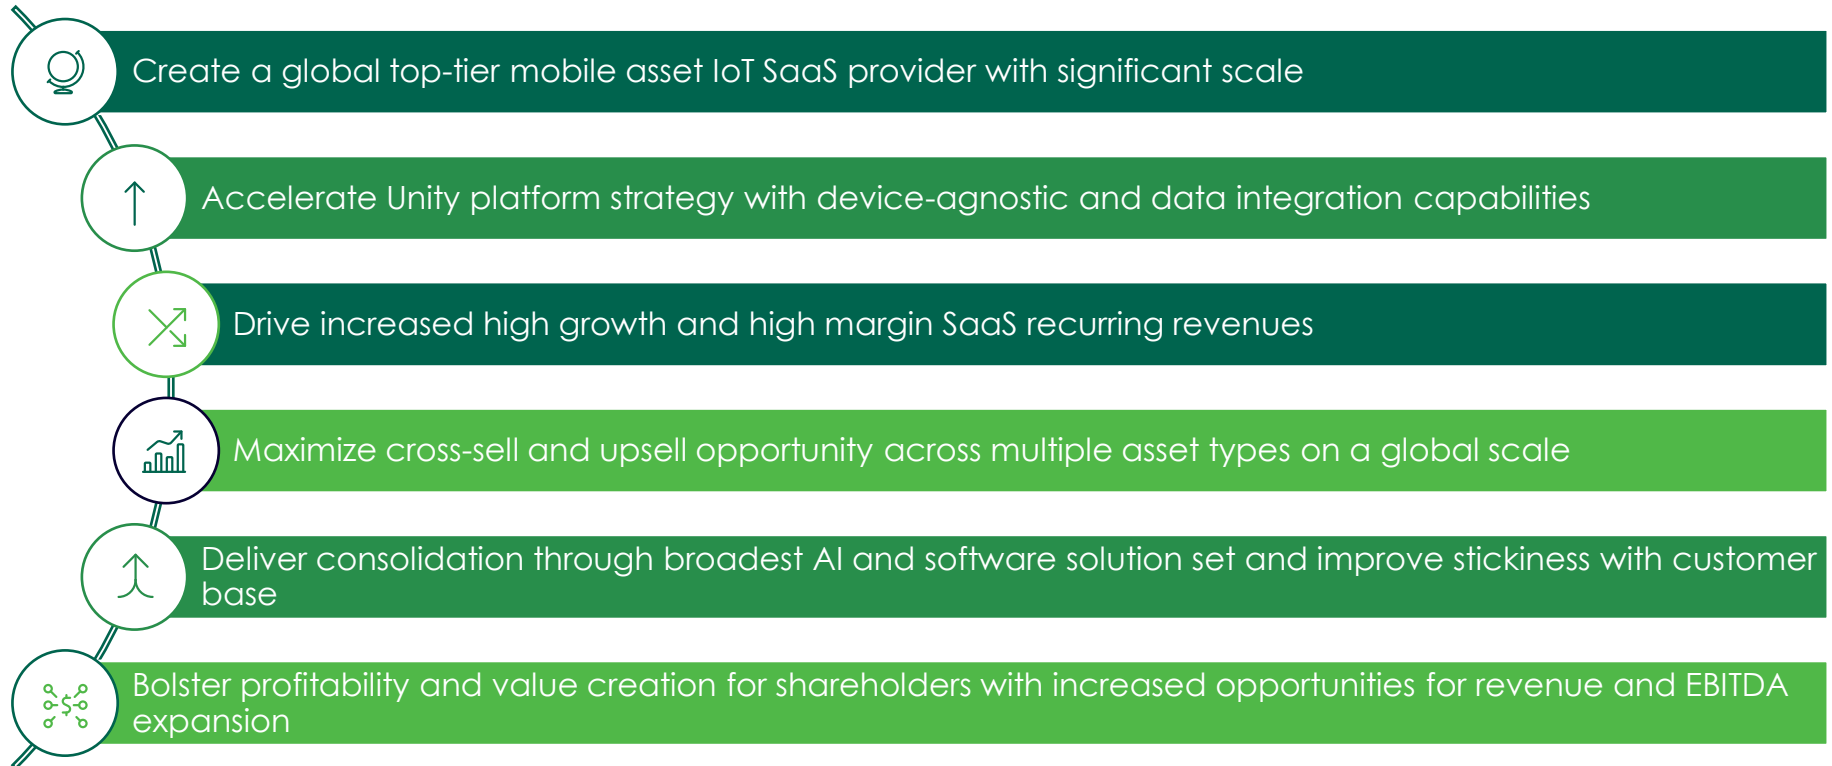 Create a global top-tier mobile asset IoT SaaS provider with significant scale
Accelerate Unity platform strategy with device-agnostic and data integration capabilities
Drive increased high growth and high margin SaaS recurring revenues
Maximize cross-sell and upsell opportunity across multiple asset types on a global scale
Deliver consolidation through broadest AI and software solution set and improve stickiness with customer
base
$
Bolster profitability and value creation for shareholders with increased opportunities for revenue and EBITDA
expansion